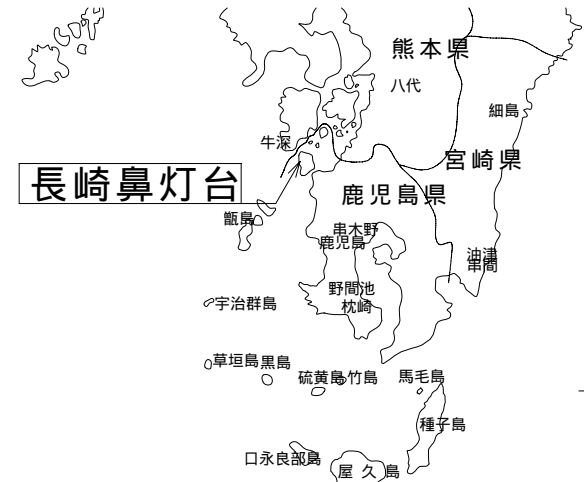 熊本県
八代
細島
牛深
宮崎県
長崎鼻灯台
鹿児島県
甑島
串木野
鹿児島
油津
串間
野間池
宇治群島
枕崎
草垣島
黒島
硫黄島
竹島
馬毛島
種子島
口永良部島
屋久島